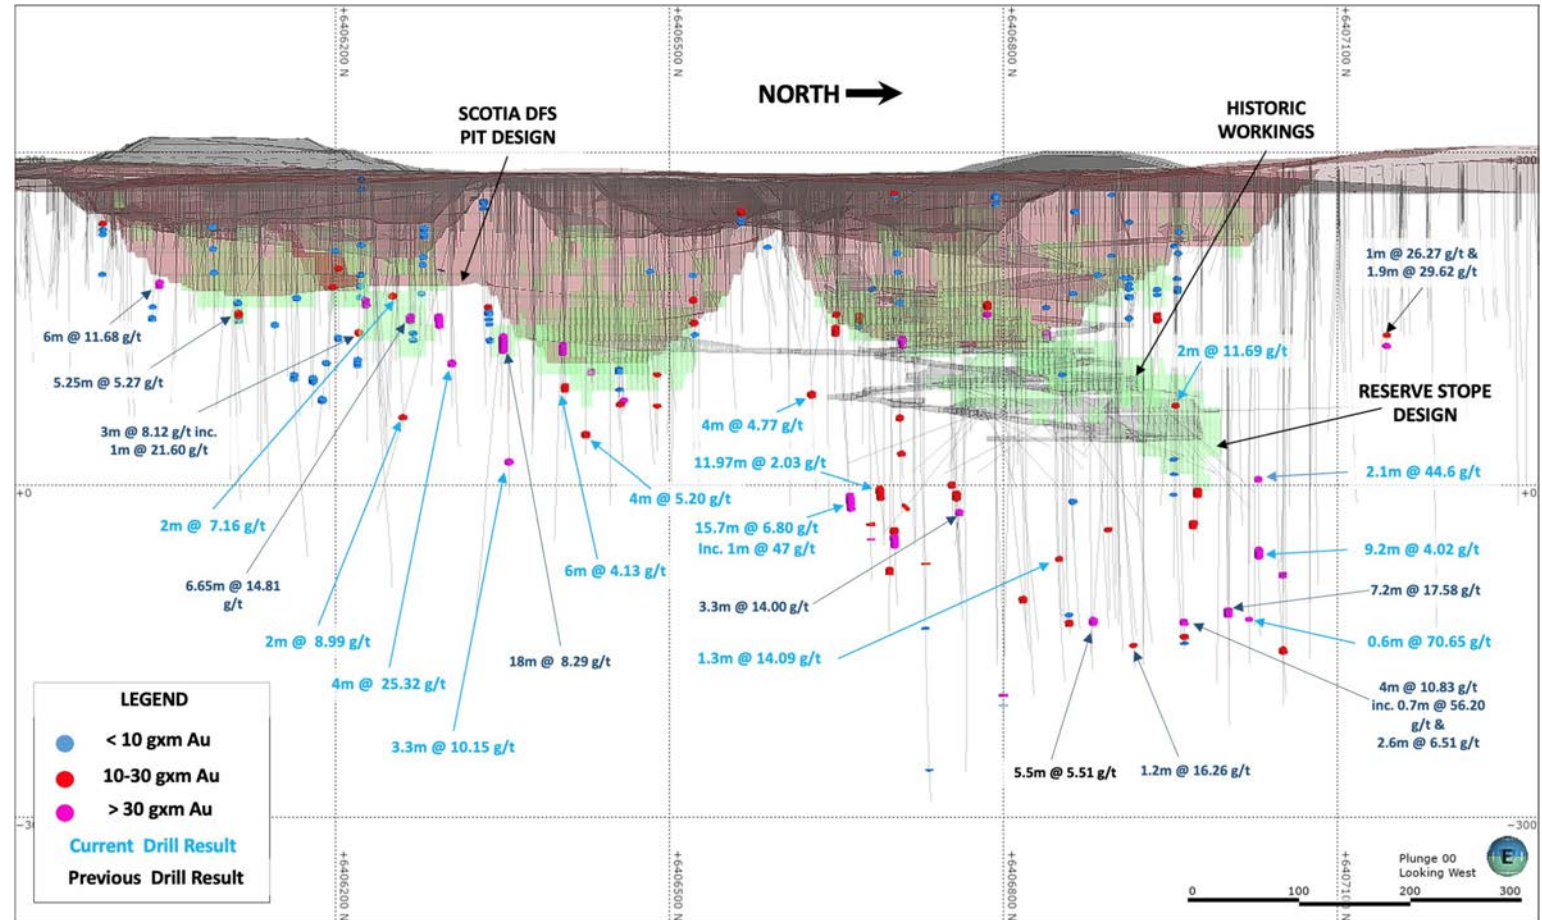 +6406200 N
+6406500 N
+6406800 N
+6407100 N
NORTH
SCOTIA DFS
PIT DESIGN
HISTORIC
WORKINGS
+300
1m @ 26.27 g/t &
1.9m @ 29.62 g/t
6m @ 11.68 g/t
5.25m @ 5.27 g/t
2m @ 11.69 g/t
RESERVE STOPE
DESIGN
3m @ 8.12 g/t inc.
1m @ 21.60 g/t
4m @ 4.77 g/t
11.97m @ 2.03 g/t
2.1m @ 44.6 g/t
+0
+0
4m @ 5.20 g/t
2m @ 7.16 g/t
15.7m @ 6.80 g/t
Inc. 1m @ 47 g/t
9.2m @ 4.02 g/t
6m @ 4.13 g/t
6.65m @ 14.81
g/t
7.2m @ 17.58 g/t
3.3m @ 14.00 g/t
2m @ 8.99 g/t
0.6m @ 70.65 g/t
18m @ 8.29 g/t
1.3m @ 14.09 g/t
4m @ 25.32 g/t
4m @ 10.83 g/t
inc. 0.7m @ 56.20
g/t &
2.6m @ 6.51 g/t
3.3m @ 10.15 g/t
5.5m @ 5.51 g/t
1.2m @ 16.26 g/t
LEGEND
< 10 gxm Au
10-30 gxm Au
> 30 gxm Au
Current Drill Result
Previous Drill Result
-300
Plunge 00
Looking West
E
0
100
200
300
+6406200 N
+6406500 N
+6406800 N
+6407100 N